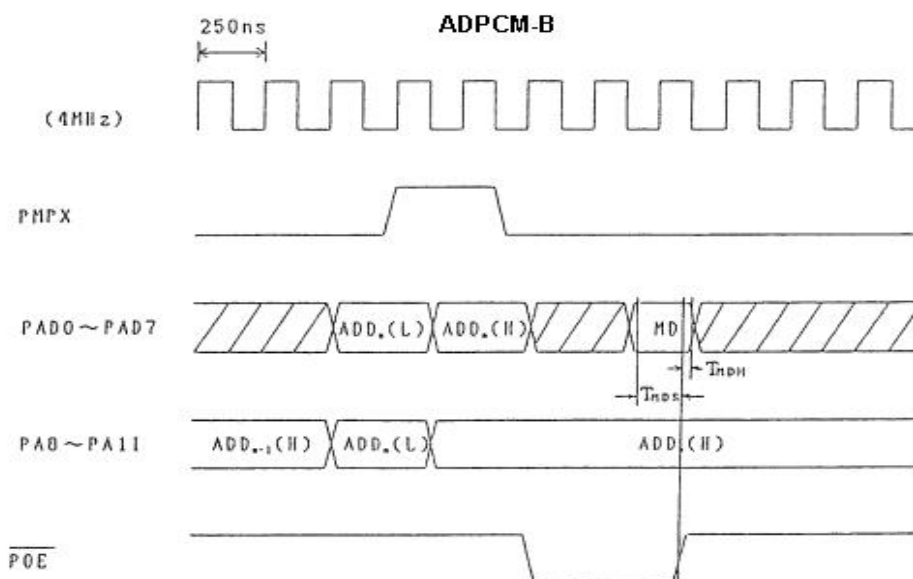 ADPCM-B
250ns
(4MHz)
PMPX
PAD0～PAD7
ADDₙ(L)
ADDₙ(H)
MD
TMDH
TMDS
PA8～PA11
ADDₙ₋₁(H)
ADDₙ(L)
ADDₙ(H)
POE